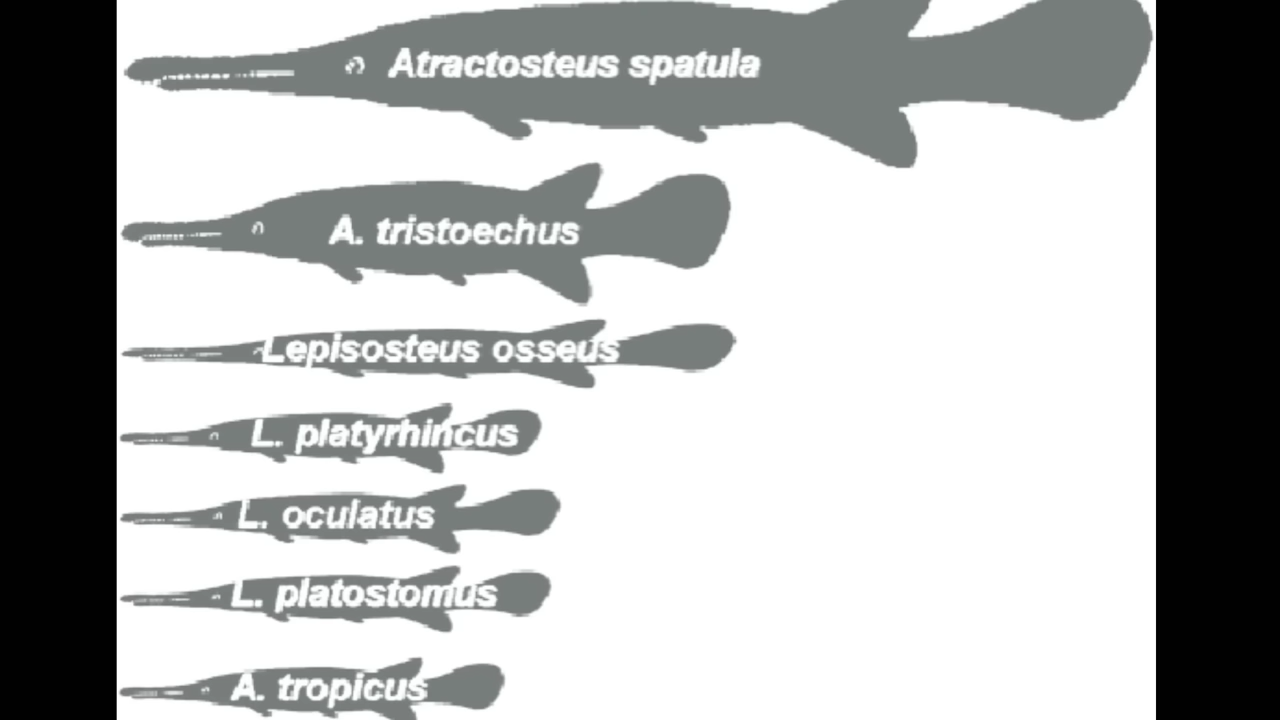 Atractosteus spatula
A. tristoechus
Lepisosteus osseus
L. platyrhincus
L. oculatus
L. platostomus
A. tropicus